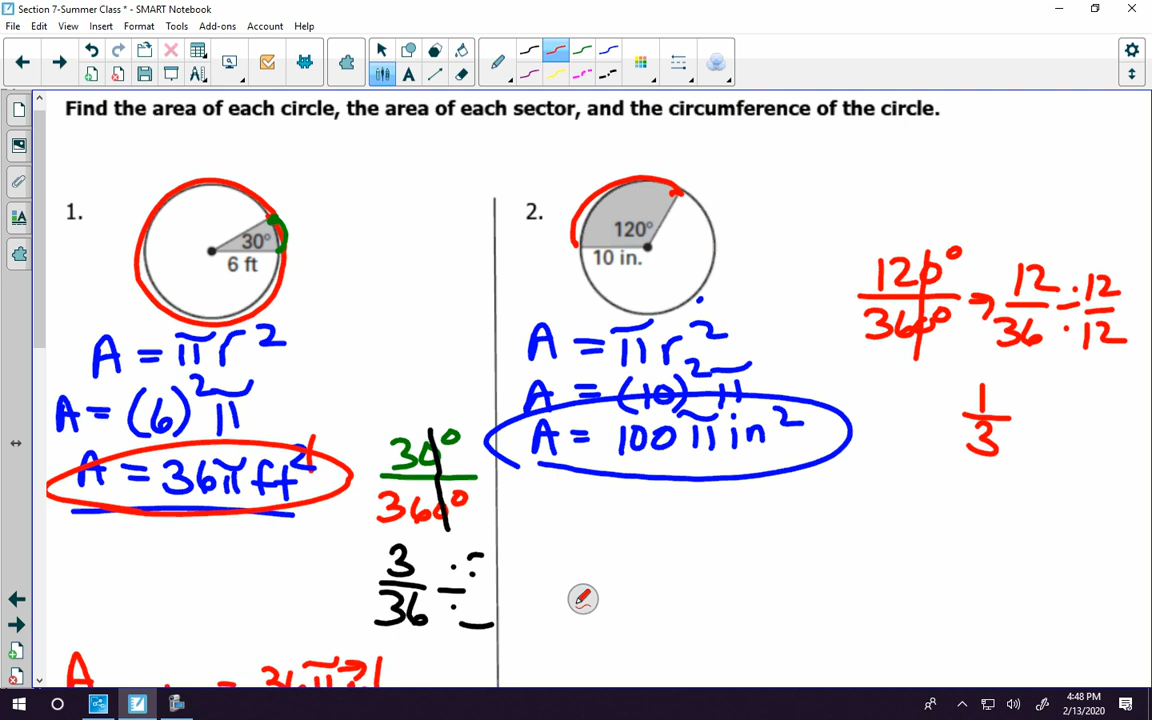 Section 7-Summer Class * - SMART Notebook
File Edit View Insert Format Tools Add-ons Account Help
Find the area of each circle, the area of each sector, and the circumference of the circle.
1.
30°
6 ft
A = πr²
A = (6)²π
A = 36π ft²
30°
360°
3
36
÷
2.
120°
10 in.
A = πr²
A = (10)²π
A = 100π in²
120°
360°
→ 12 ÷ 12
36 12
1
3
A
4:48 PM
2/13/2020